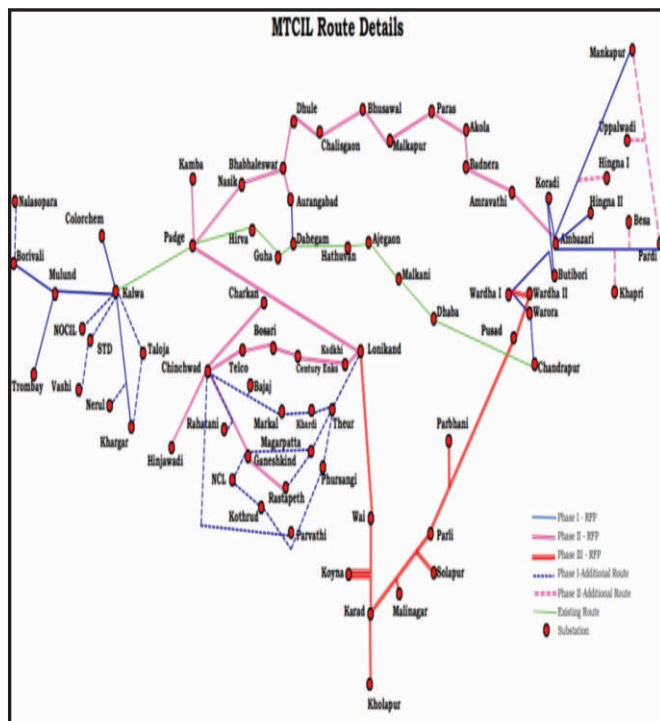 MTCIL Route Details
Mankapur
Dhule
Bhusawal
Paras
Uppalwadi
Chalisgaon
Malkapur
Akola
Kamba
Bhabhaleswar
Badnera
Hingna I
Nasik
Koradi
Nalasopara
Aurangabad
Amravathi
Hingna II
Colorchem
Besa
Padge
Hirva
Dahegam
Ajegaon
Ambazari
Pardi
Borivali
Guha
Hathuvan
Mulund
Kalwa
Malkani
Butibori
Charkan
Wardha I
Wardha II
Khapri
NOCIL
Bosari
Dhaba
Warora
STD
Taloja
Kadkhi
Lonikand
Pusad
Trombay
Vashi
Chinchwad
Telco
Century Enks
Chandrapur
Nerul
Bajaj
Rahatani
Markal
Khardi
Theur
Khargar
Magarpatta
Parbhani
Hinjawadi
Ganeshkind
NCL
Rastapeth
Phursangi
Kothrud
Wai
Parvathi
Parli
Koyna
Solapur
Karad
Malinagar
Kholapur
Phase I - RFP
Phase II - RFP
Phase III - RFP
Phase I-Additional Route
Phase II-Additional Route
Existing Route
Substation